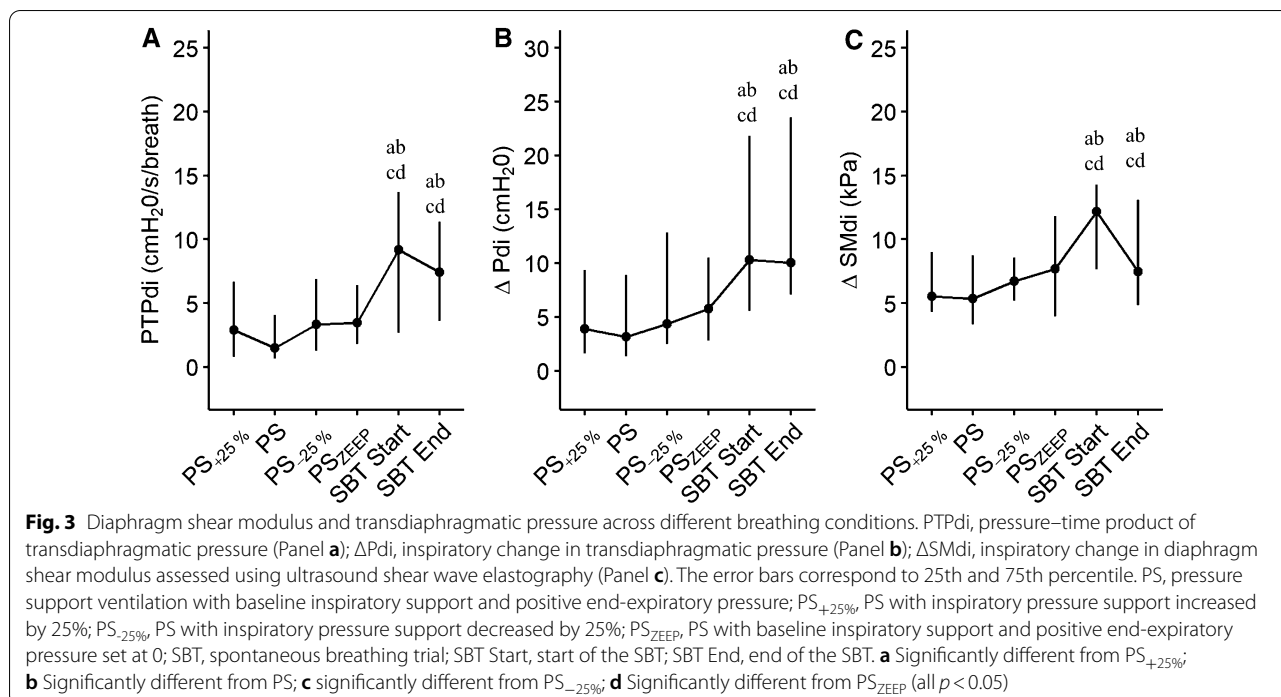 A
B
C
25
20
15
10
5
0
PTPdi (cmH₂0/s/breath)
ab
cd
ab
cd
PS₊₂₅ %
PS
PS₋₂₅ %
PS_ZEEP
SBT Start
SBT End
30
25
20
15
10
5
0
Δ Pdi (cmH₂0)
ab
cd
ab
cd
PS₊₂₅ %
PS
PS₋₂₅ %
PS_ZEEP
SBT Start
SBT End
25
20
15
10
5
0
Δ SMdi (kPa)
ab
cd
ab
cd
PS₊₂₅ %
PS
PS₋₂₅ %
PS_ZEEP
SBT Start
SBT End
Fig. 3 Diaphragm shear modulus and transdiaphragmatic pressure across different breathing conditions. PTPdi, pressure–time product of
transdiaphragmatic pressure (Panel a); ΔPdi, inspiratory change in transdiaphragmatic pressure (Panel b); ΔSMdi, inspiratory change in diaphragm
shear modulus assessed using ultrasound shear wave elastography (Panel c). The error bars correspond to 25th and 75th percentile. PS, pressure
support ventilation with baseline inspiratory support and positive end-expiratory pressure; PS₊₂₅%, PS with inspiratory pressure support increased
by 25%; PS₋₂₅%, PS with inspiratory pressure support decreased by 25%; PS_ZEEP, PS with baseline inspiratory support and positive end-expiratory
pressure set at 0; SBT, spontaneous breathing trial; SBT Start, start of the SBT; SBT End, end of the SBT. a Significantly different from PS₊₂₅%;
b Significantly different from PS; c significantly different from PS₋₂₅%; d Significantly different from PS_ZEEP (all p < 0.05)